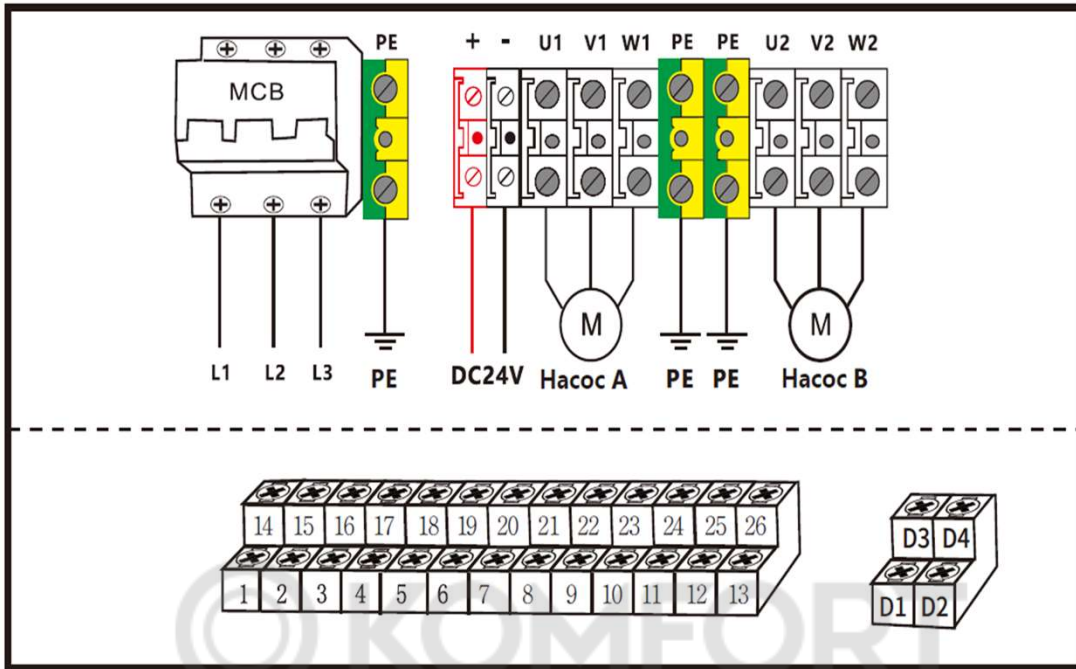 PE + - U1 V1 W1 PE PE U2 V2 W2
MCB
M M
L1 L2 L3 PE DC24V Насос А PE PE Насос В
14 15 16 17 18 19 20 21 22 23 24 25 26
D3 D4
1 2 3 4 5 6 7 8 9 10 11 12 13
D1 D2
© KOMFORT